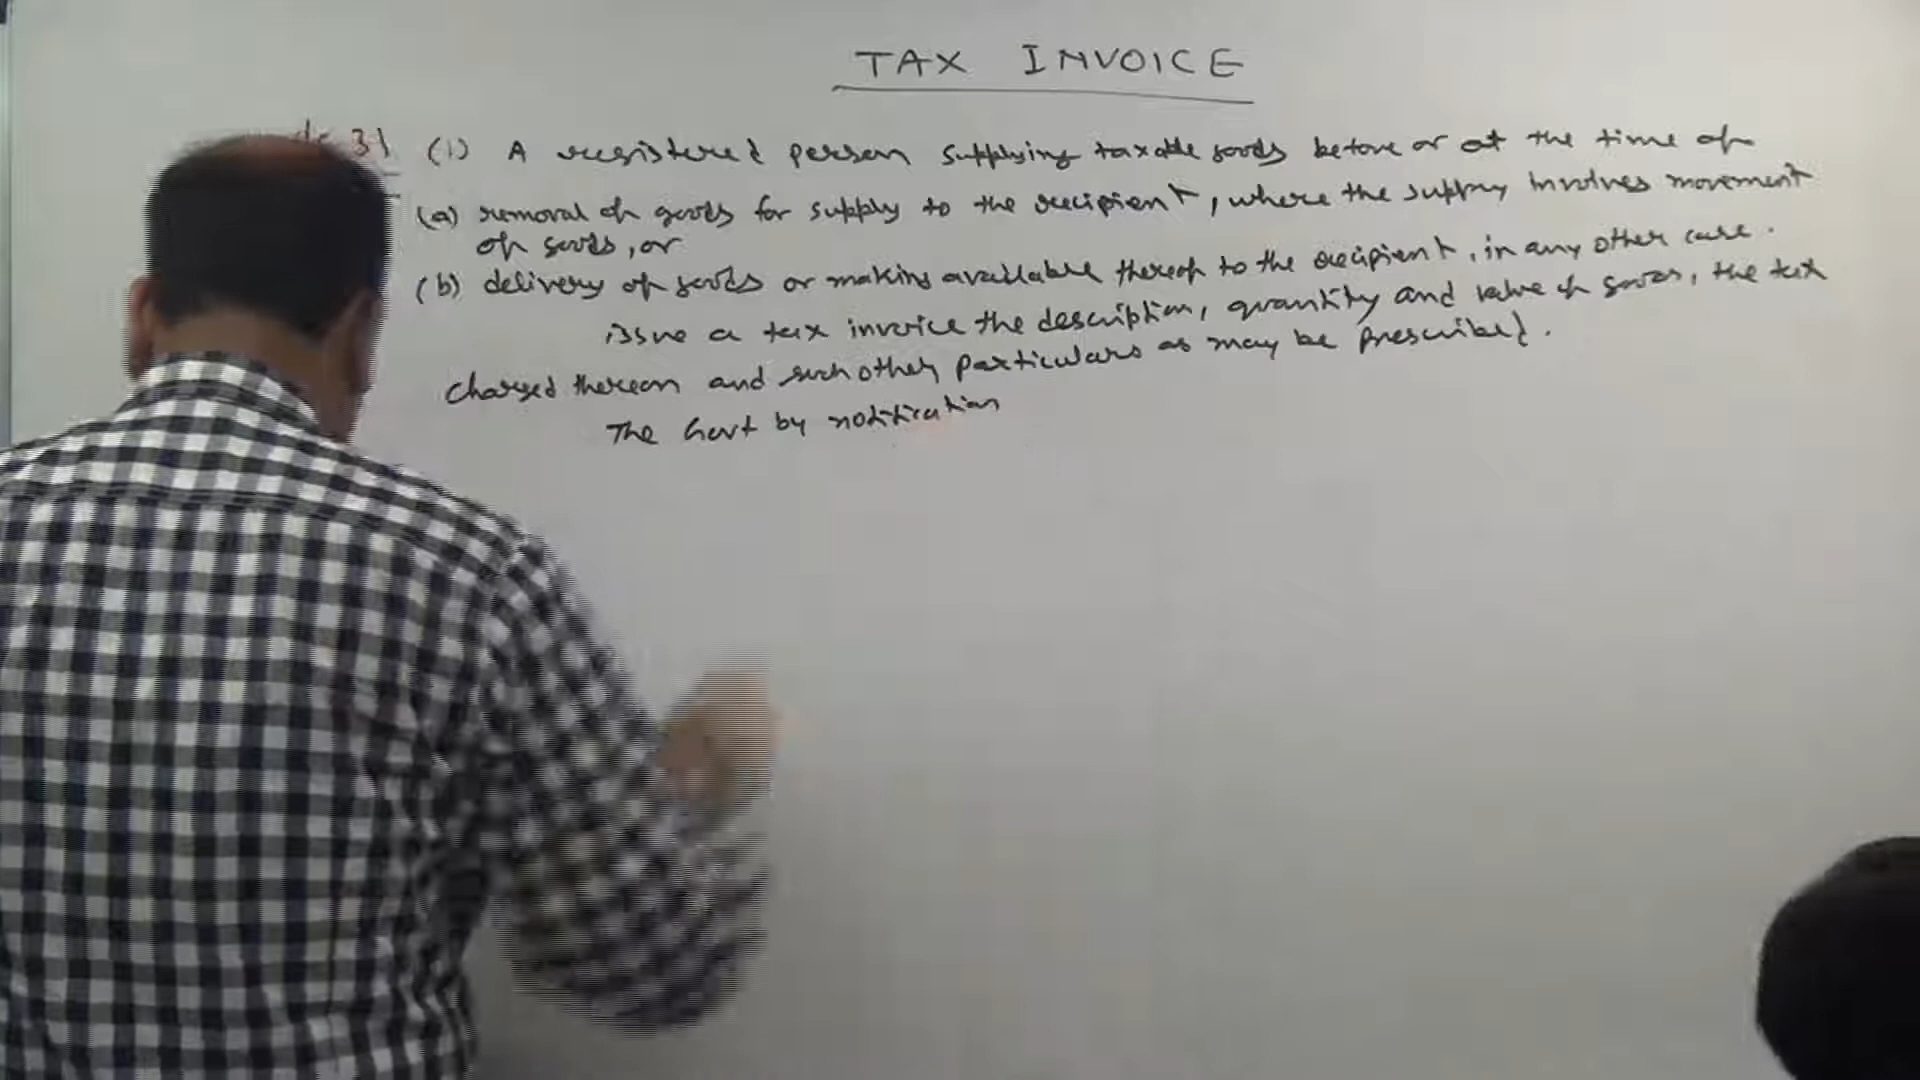 TAX INVOICE
31 (1) A registered person supplying taxable goods before or at the time of
(a) removal of goods for supply to the recipient, where the supply involves movement
of goods, or
(b) delivery of goods or making available thereof to the recipient, in any other case.
issue a tax invoice the description, quantity and value of goods, the tax
charged thereon and such other particulars as may be prescribed.
The Govt by notification